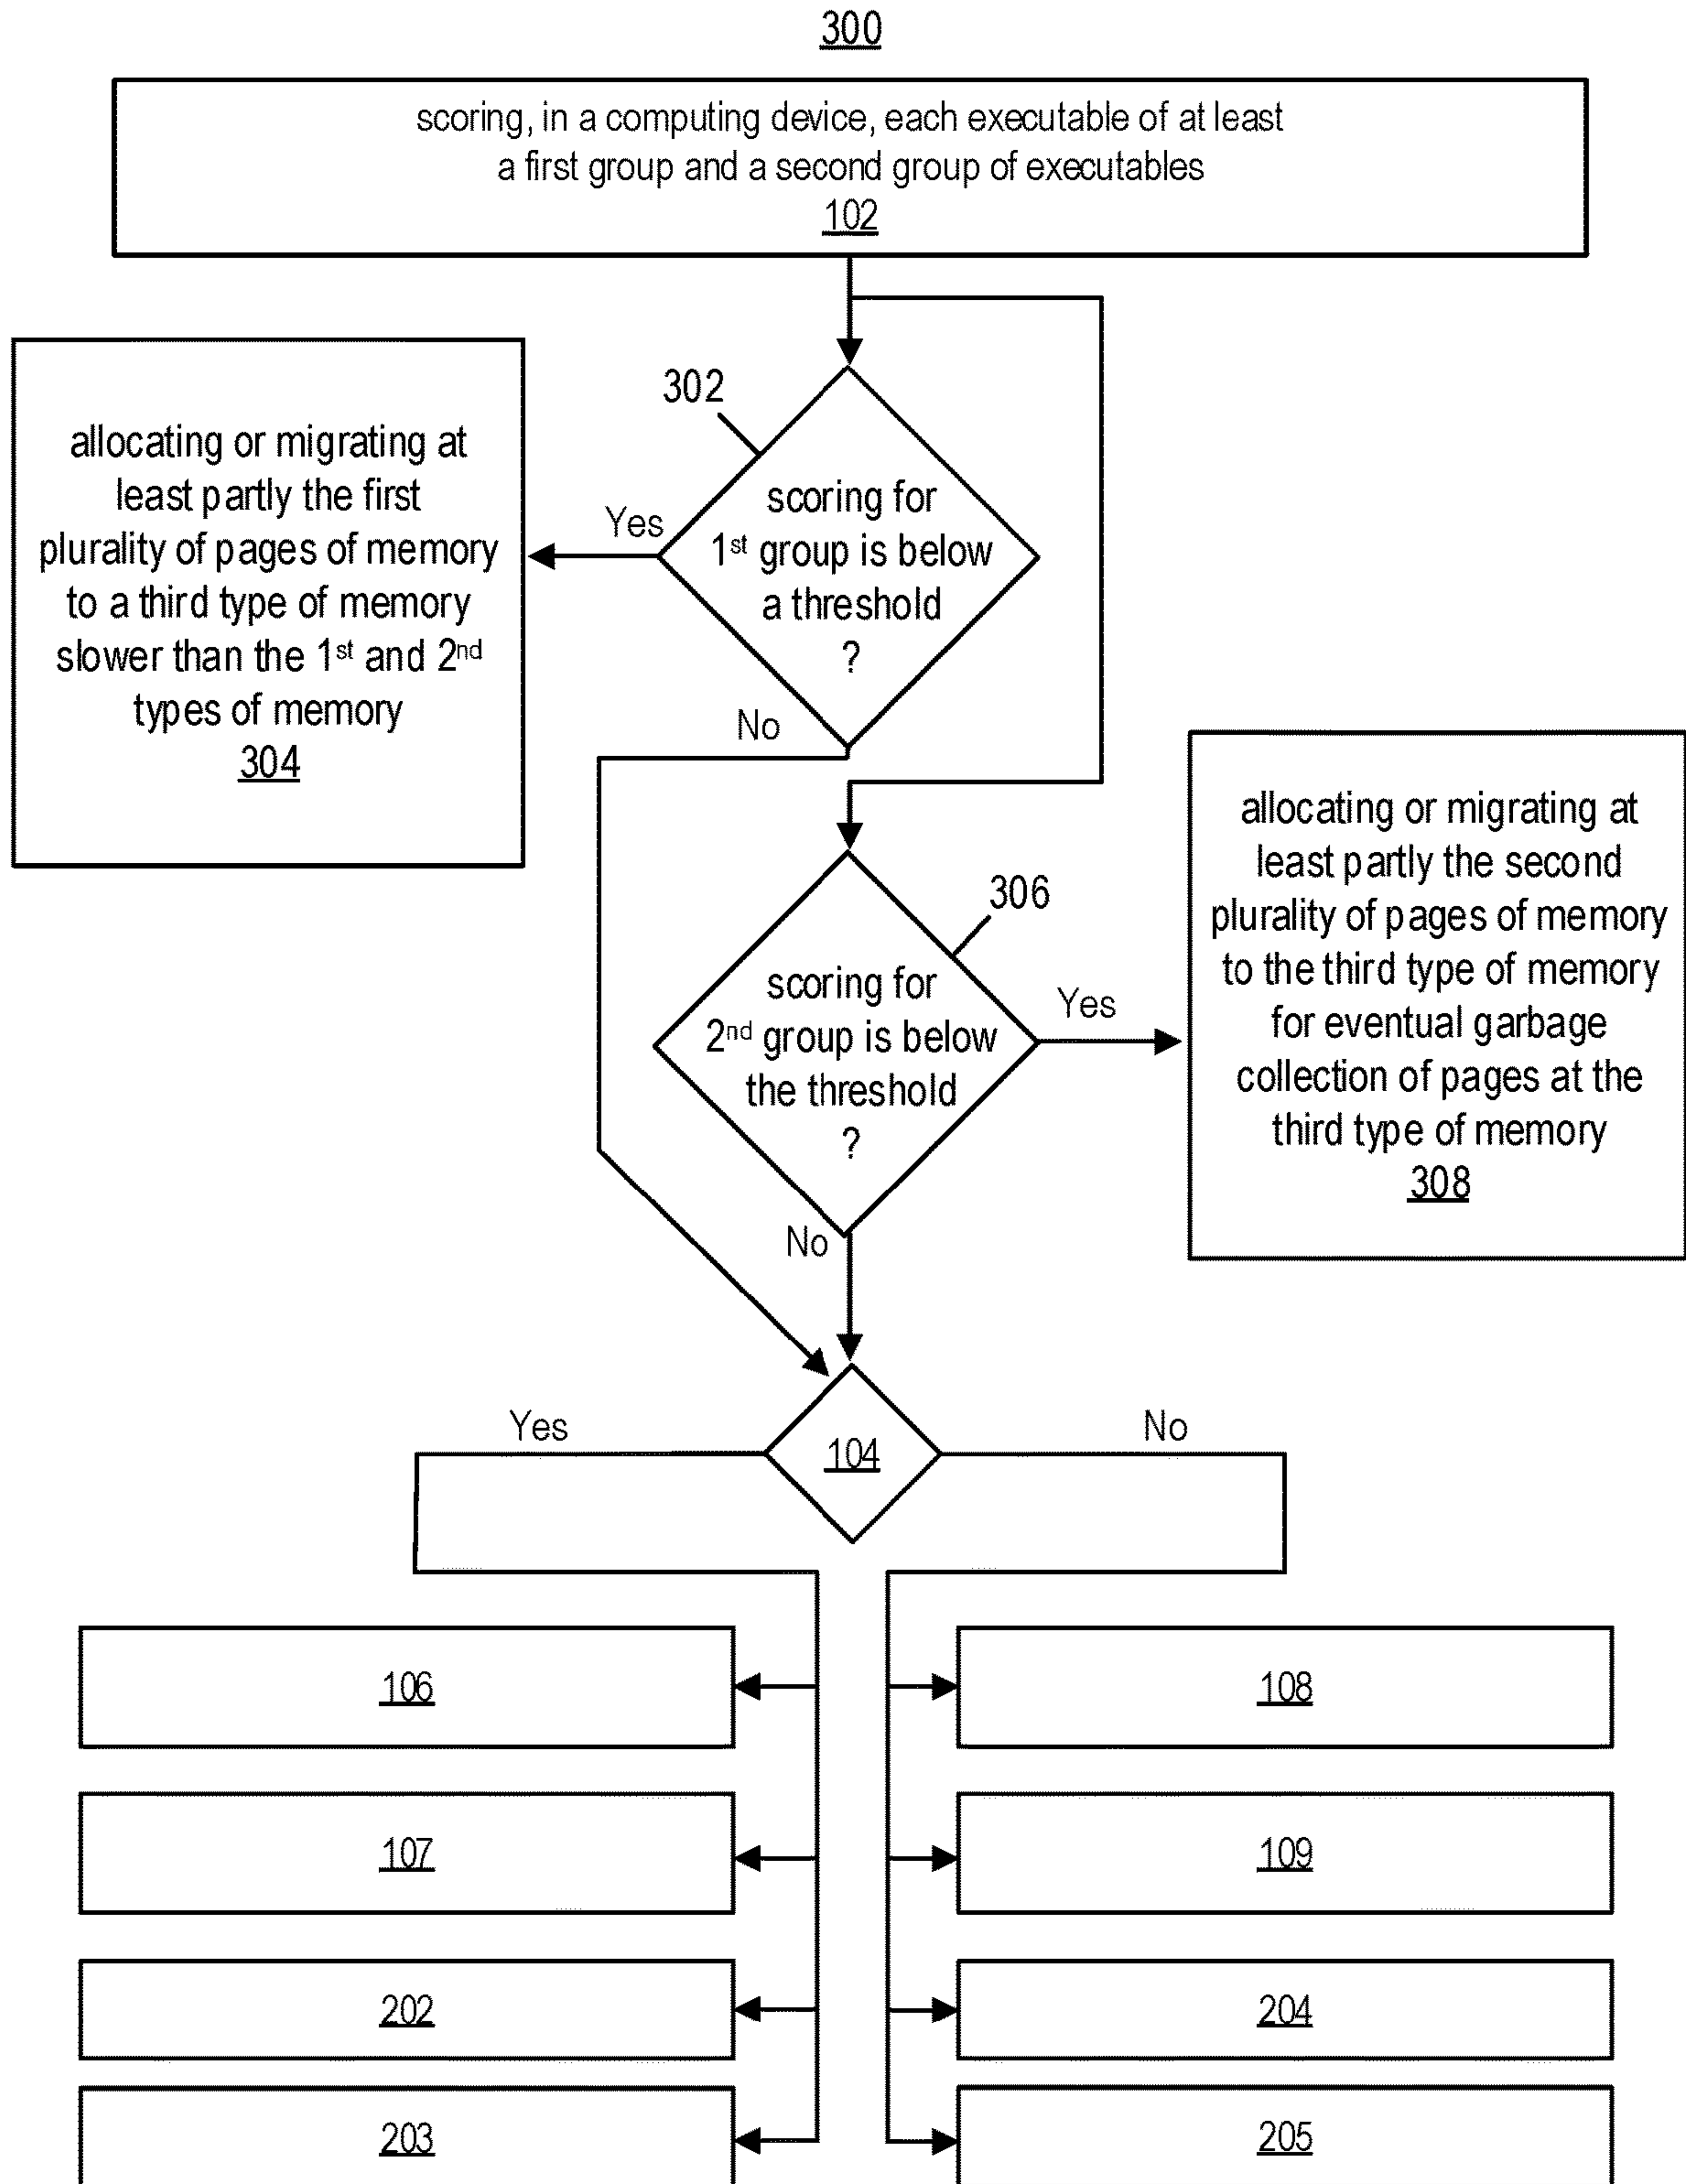 300
scoring, in a computing device, each executable of at least
a first group and a second group of executables
102
302
allocating or migrating at
least partly the first
plurality of pages of memory
to a third type of memory
slower than the 1st and 2nd
types of memory
304
Yes
scoring for
1st group is below
a threshold
?
No
306
scoring for
2nd group is below
the threshold
?
Yes
No
allocating or migrating at
least partly the second
plurality of pages of memory
to the third type of memory
for eventual garbage
collection of pages at the
third type of memory
308
Yes
104
No
106
108
107
109
202
204
203
205